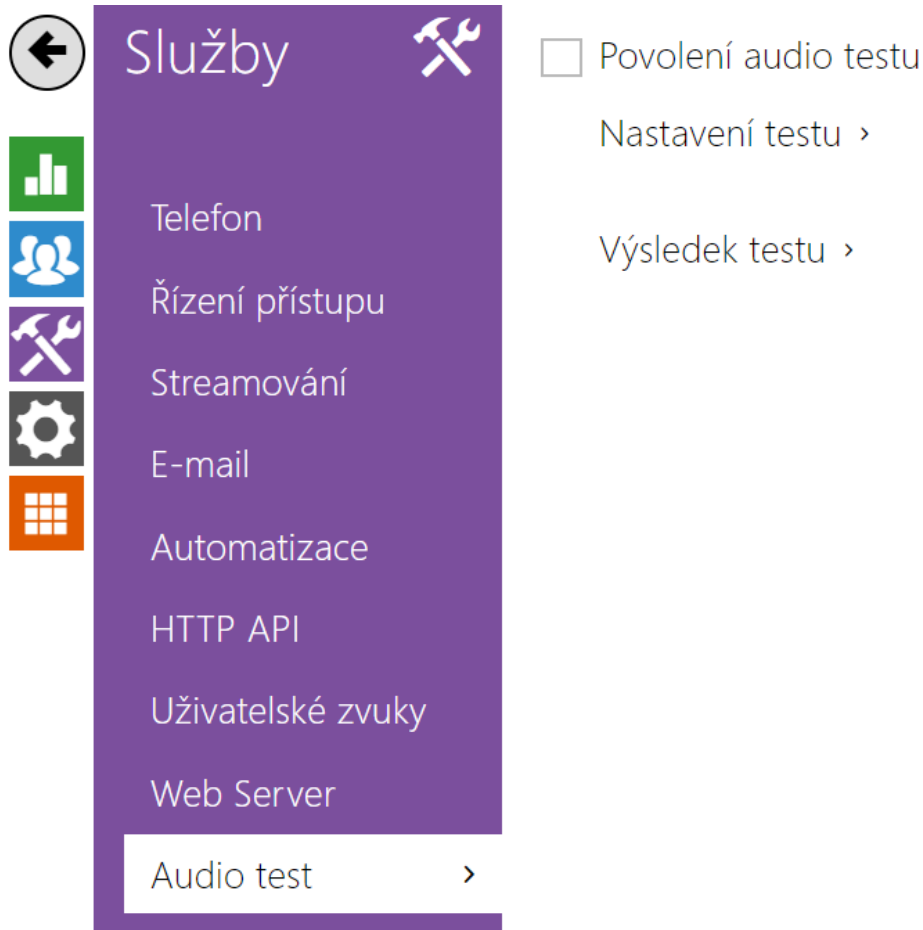 Služby
Telefon
Řízení přístupu
Streamování
E-mail
Automatizace
HTTP API
Uživatelské zvuky
Web Server
Audio test
Povolení audio testu
Nastavení testu
Výsledek testu